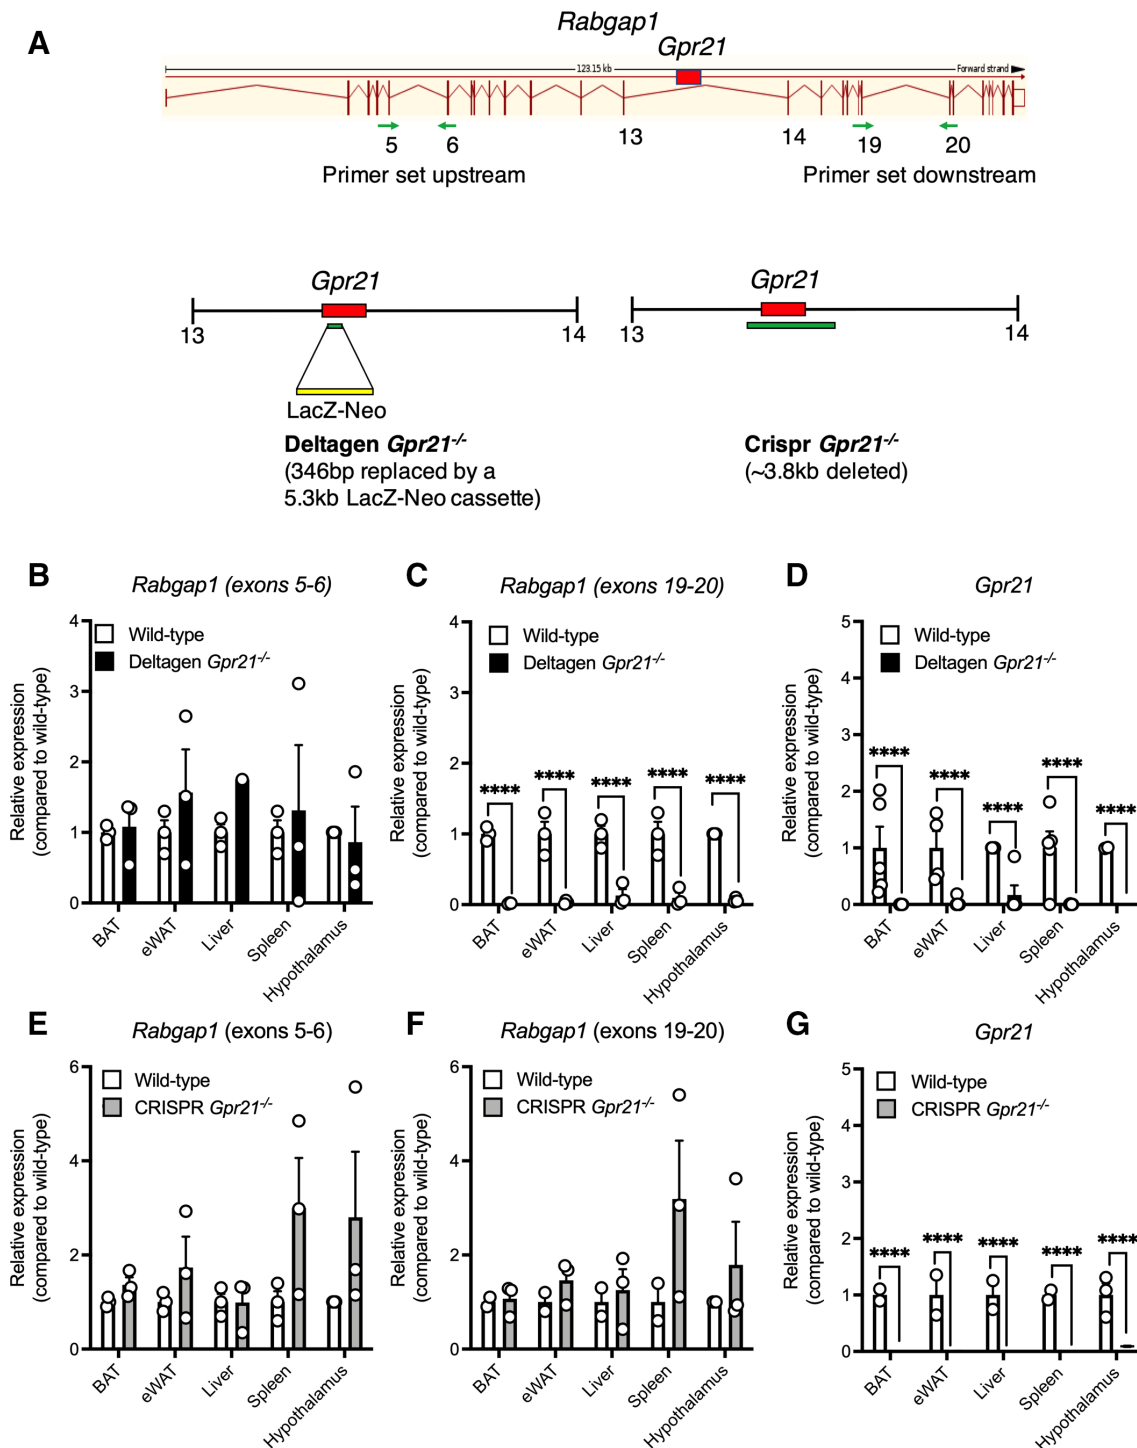 A
Rabgap1
Gpr21
123.15 kb
Forward strand
5
6
13
14
19
20
Primer set upstream
Primer set downstream
Gpr21
13
14
LacZ-Neo
Deltagen Gpr21-/-
(346bp replaced by a
5.3kb LacZ-Neo cassette)
Gpr21
13
14
Crispr Gpr21-/-
(~3.8kb deleted)
B
Rabgap1 (exons 5-6)
Relative expression
(compared to wild-type)
4
3
2
1
0
Wild-type
Deltagen Gpr21-/-
BAT
eWAT
Liver
Spleen
Hypothalamus
C
Rabgap1 (exons 19-20)
Relative expression
(compared to wild-type)
4
3
2
1
0
Wild-type
Deltagen Gpr21-/-
**** **** **** **** ****
BAT
eWAT
Liver
Spleen
Hypothalamus
D
Gpr21
Relative expression
(compared to wild-type)
5
4
3
2
1
0
Wild-type
Deltagen Gpr21-/-
**** **** **** **** ****
BAT
eWAT
Liver
Spleen
Hypothalamus
E
Rabgap1 (exons 5-6)
Relative expression
(compared to wild-type)
6
4
2
0
Wild-type
CRISPR Gpr21-/-
BAT
eWAT
Liver
Spleen
Hypothalamus
F
Rabgap1 (exons 19-20)
Relative expression
(compared to wild-type)
6
4
2
0
Wild-type
CRISPR Gpr21-/-
BAT
eWAT
Liver
Spleen
Hypothalamus
G
Gpr21
Relative expression
(compared to wild-type)
5
4
3
2
1
0
Wild-type
CRISPR Gpr21-/-
**** **** **** **** ****
BAT
eWAT
Liver
Spleen
Hypothalamus